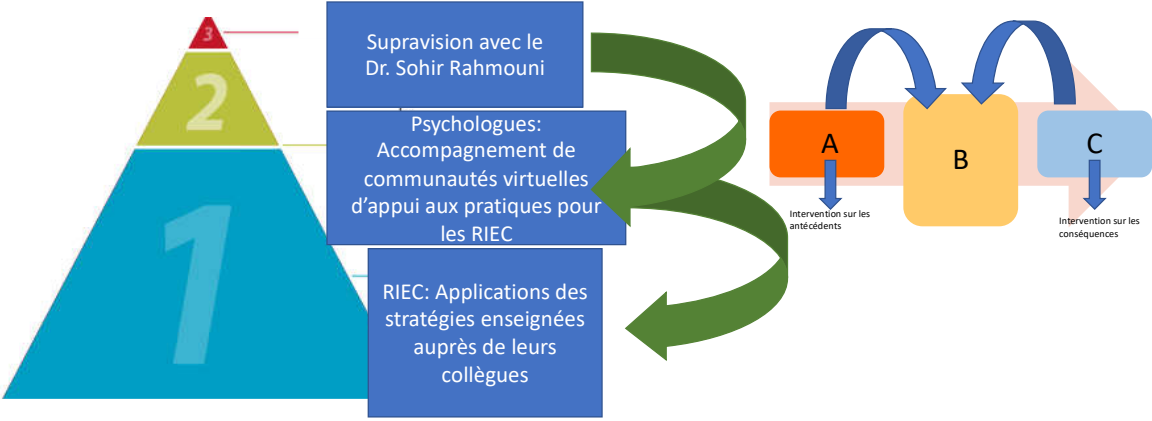 3
2
1
Supravision avec le
Dr. Sohir Rahmouni
Psychologues:
Accompagnement de
communautés virtuelles
d’appui aux pratiques pour
les RIEC
RIEC: Applications des
stratégies enseignées
auprès de leurs
collègues
A
B
C
Intervention sur les
antécédents
Intervention sur les
conséquences